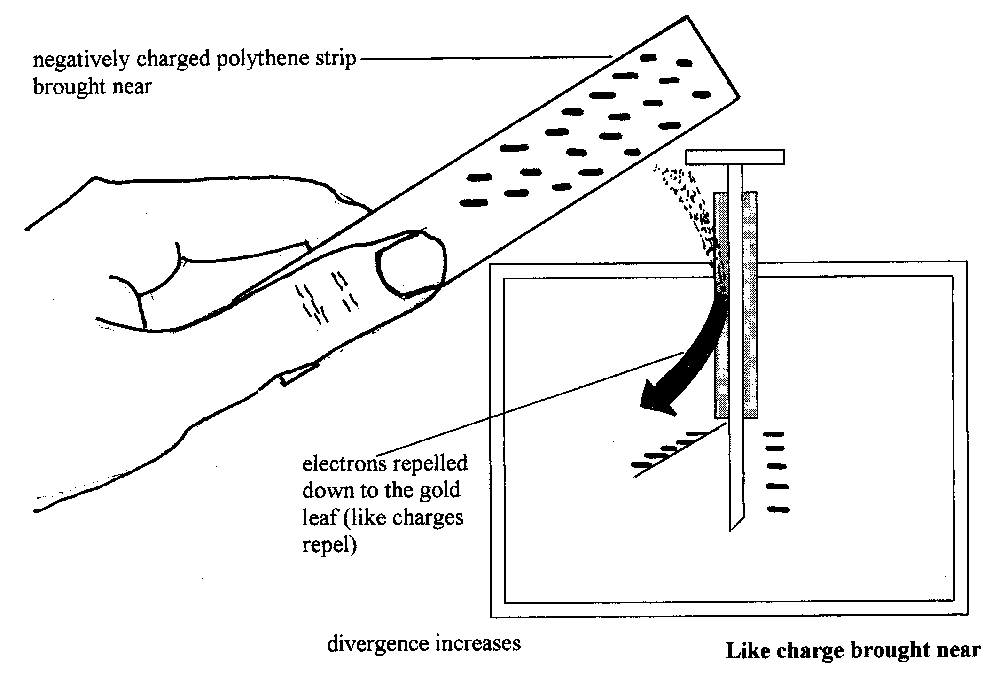 negatively charged polythene strip
brought near
electrons repelled
down to the gold
leaf (like charges
repel)
divergence increases
Like charge brought near